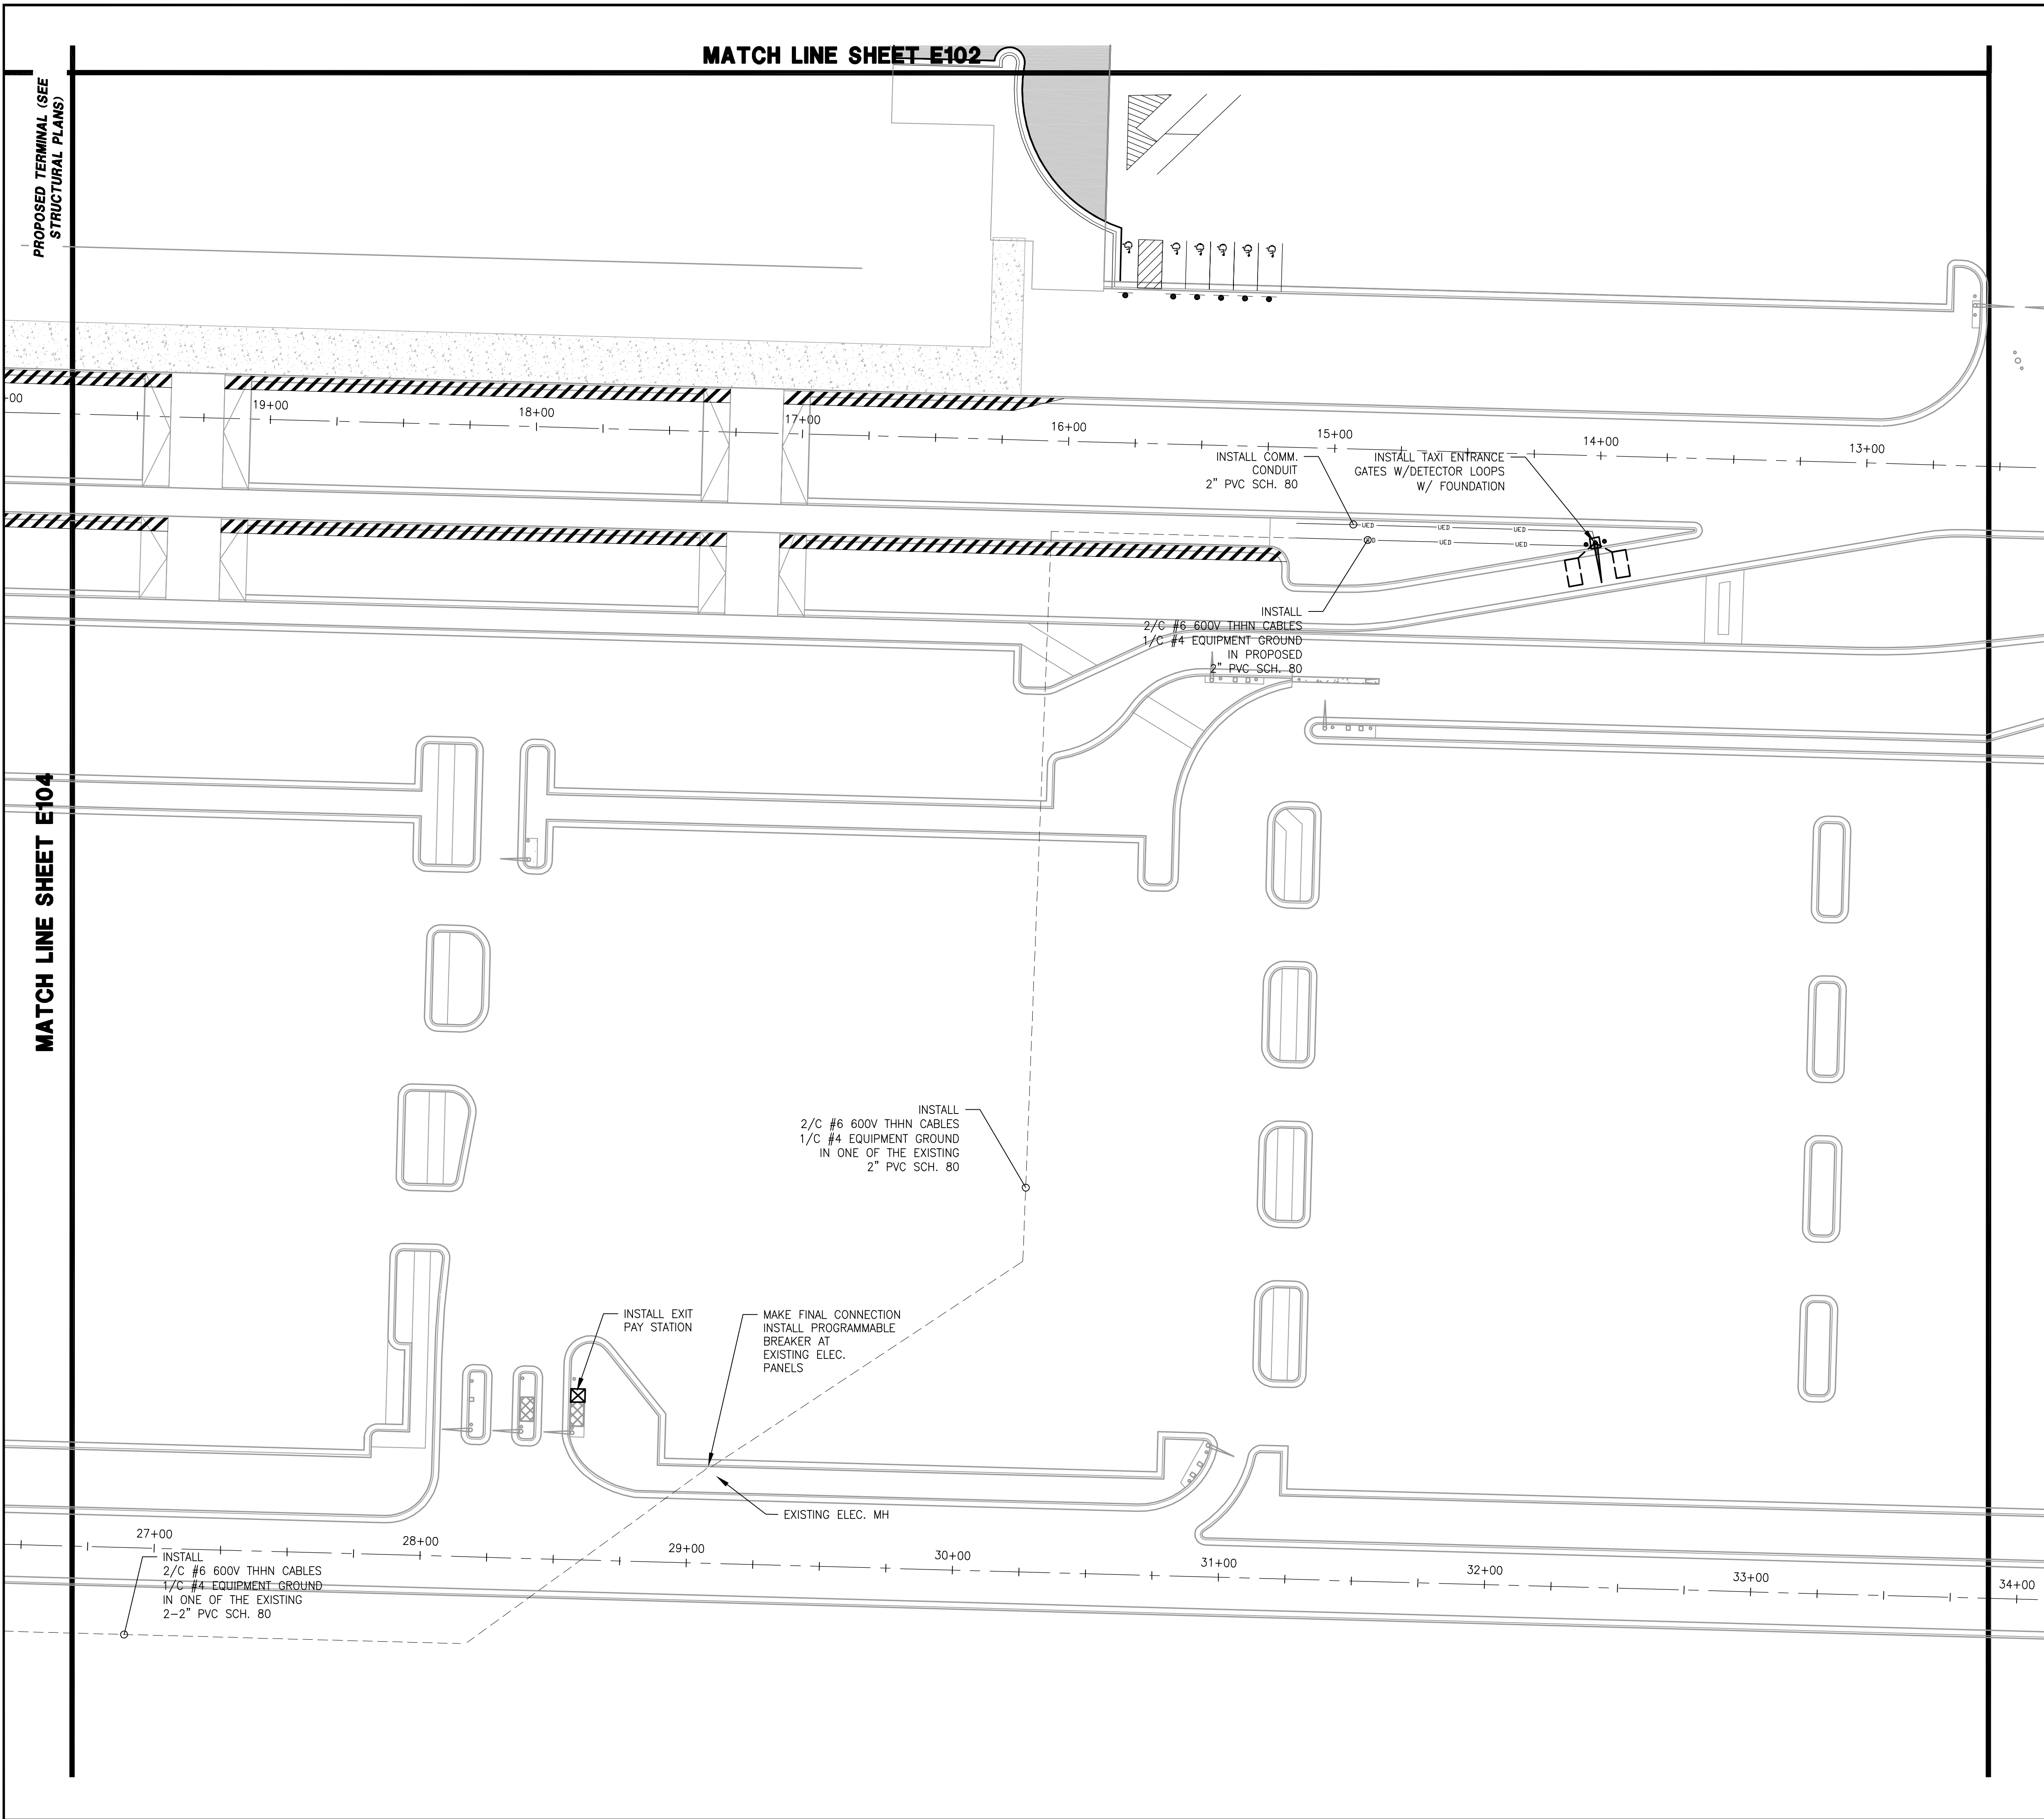 MATCH LINE SHEET E102
PROPOSED TERMINAL (SEE
STRUCTURAL PLANS)
+00
19+00
18+00
17+00
16+00
15+00
14+00
13+00
INSTALL COMM.
CONDUIT
2" PVC SCH. 80
INSTALL TAXI ENTRANCE
GATES W/DETECTOR LOOPS
W/ FOUNDATION
UED
UED
UED
UED
UED
INSTALL
2/C #6 600V THHN CABLES
1/C #4 EQUIPMENT GROUND
IN PROPOSED
2" PVC SCH. 80
MATCH LINE SHEET E104
INSTALL
2/C #6 600V THHN CABLES
1/C #4 EQUIPMENT GROUND
IN ONE OF THE EXISTING
2" PVC SCH. 80
INSTALL EXIT
PAY STATION
MAKE FINAL CONNECTION
INSTALL PROGRAMMABLE
BREAKER AT
EXISTING ELEC.
PANELS
EXISTING ELEC. MH
27+00
28+00
29+00
30+00
31+00
32+00
33+00
34+00
INSTALL
2/C #6 600V THHN CABLES
1/C #4 EQUIPMENT GROUND
IN ONE OF THE EXISTING
2-2" PVC SCH. 80